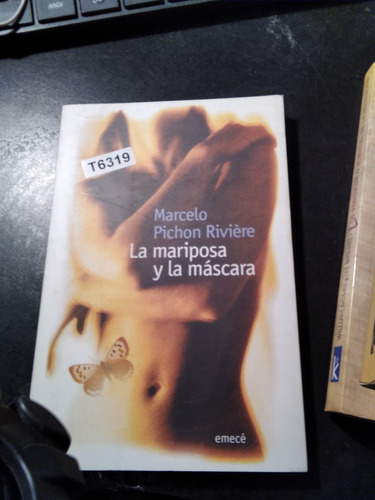 T6319
Marcelo
Pichon Rivière
La mariposa
y la máscara
emecé